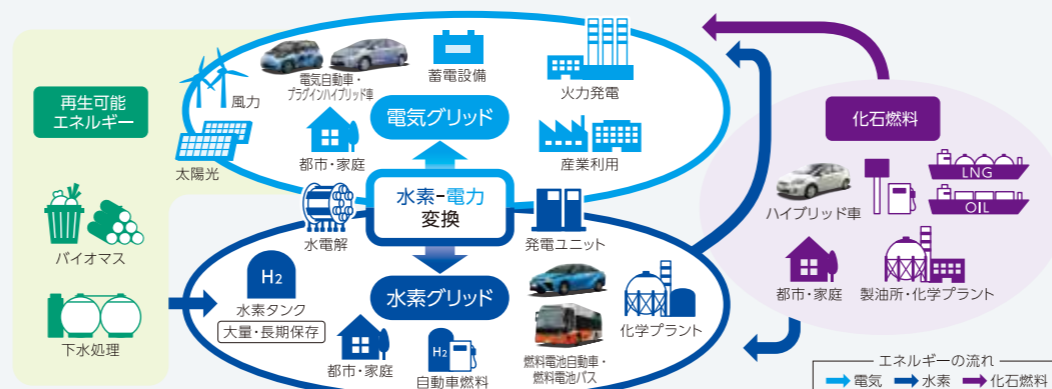 再生可能
エネルギー
風力
太陽光
バイオマス
下水処理
電気自動車・
プラグインハイブリッド車
蓄電設備
火力発電
都市・家庭
電気グリッド
産業利用
水電解
水素-電力
変換
発電ユニット
H2
水素タンク
大量・長期保存
水素グリッド
都市・家庭
H2
自動車燃料
燃料電池自動車・
燃料電池バス
化学プラント
化石燃料
ハイブリッド車
LNG
OIL
都市・家庭
製油所・化学プラント
エネルギーの流れ
電気
水素
化石燃料